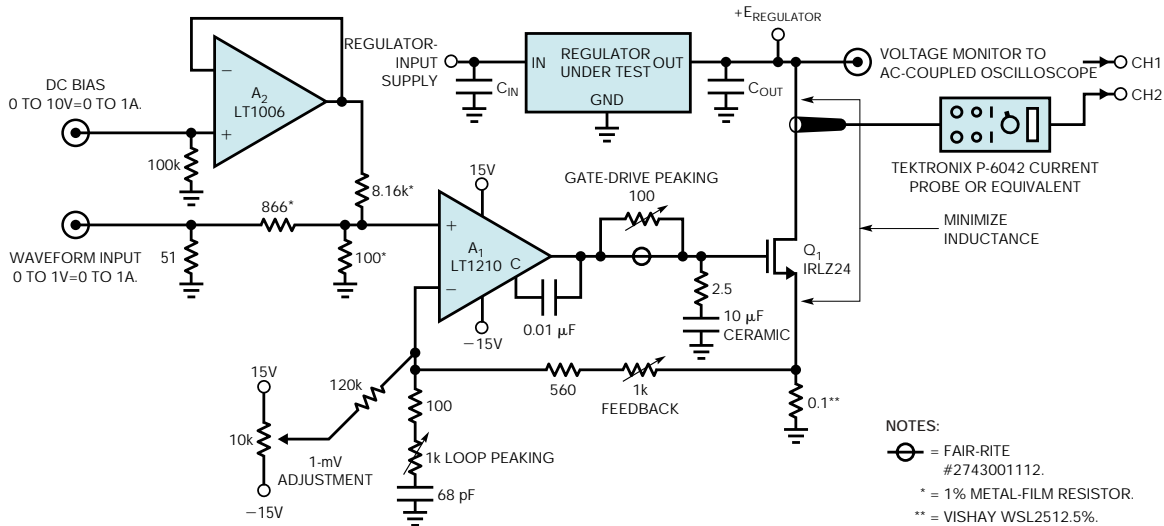 +EREGULATOR
REGULATOR-
INPUT
SUPPLY
IN
REGULATOR
UNDER TEST
OUT
GND
CIN
COUT
VOLTAGE MONITOR TO
AC-COUPLED OSCILLOSCOPE
CH1
CH2
DC BIAS
0 TO 10V=0 TO 1A.
−
A2
LT1006
+
100k
8.16k*
TEKTRONIX P-6042 CURRENT
PROBE OR EQUIVALENT
15V
GATE-DRIVE PEAKING
100
866*
MINIMIZE
INDUCTANCE
WAVEFORM INPUT
0 TO 1V=0 TO 1A.
51
100*
+
A1
LT1210
C
−
Q1
IRLZ24
0.01 µF
−15V
2.5
10 µF
CERAMIC
15V
120k
560
1k
FEEDBACK
0.1**
10k
1-mV
ADJUSTMENT
−15V
100
1k LOOP PEAKING
68 pF
NOTES:
= FAIR-RITE
#2743001112.
* = 1% METAL-FILM RESISTOR.
** = VISHAY WSL2512.5%.